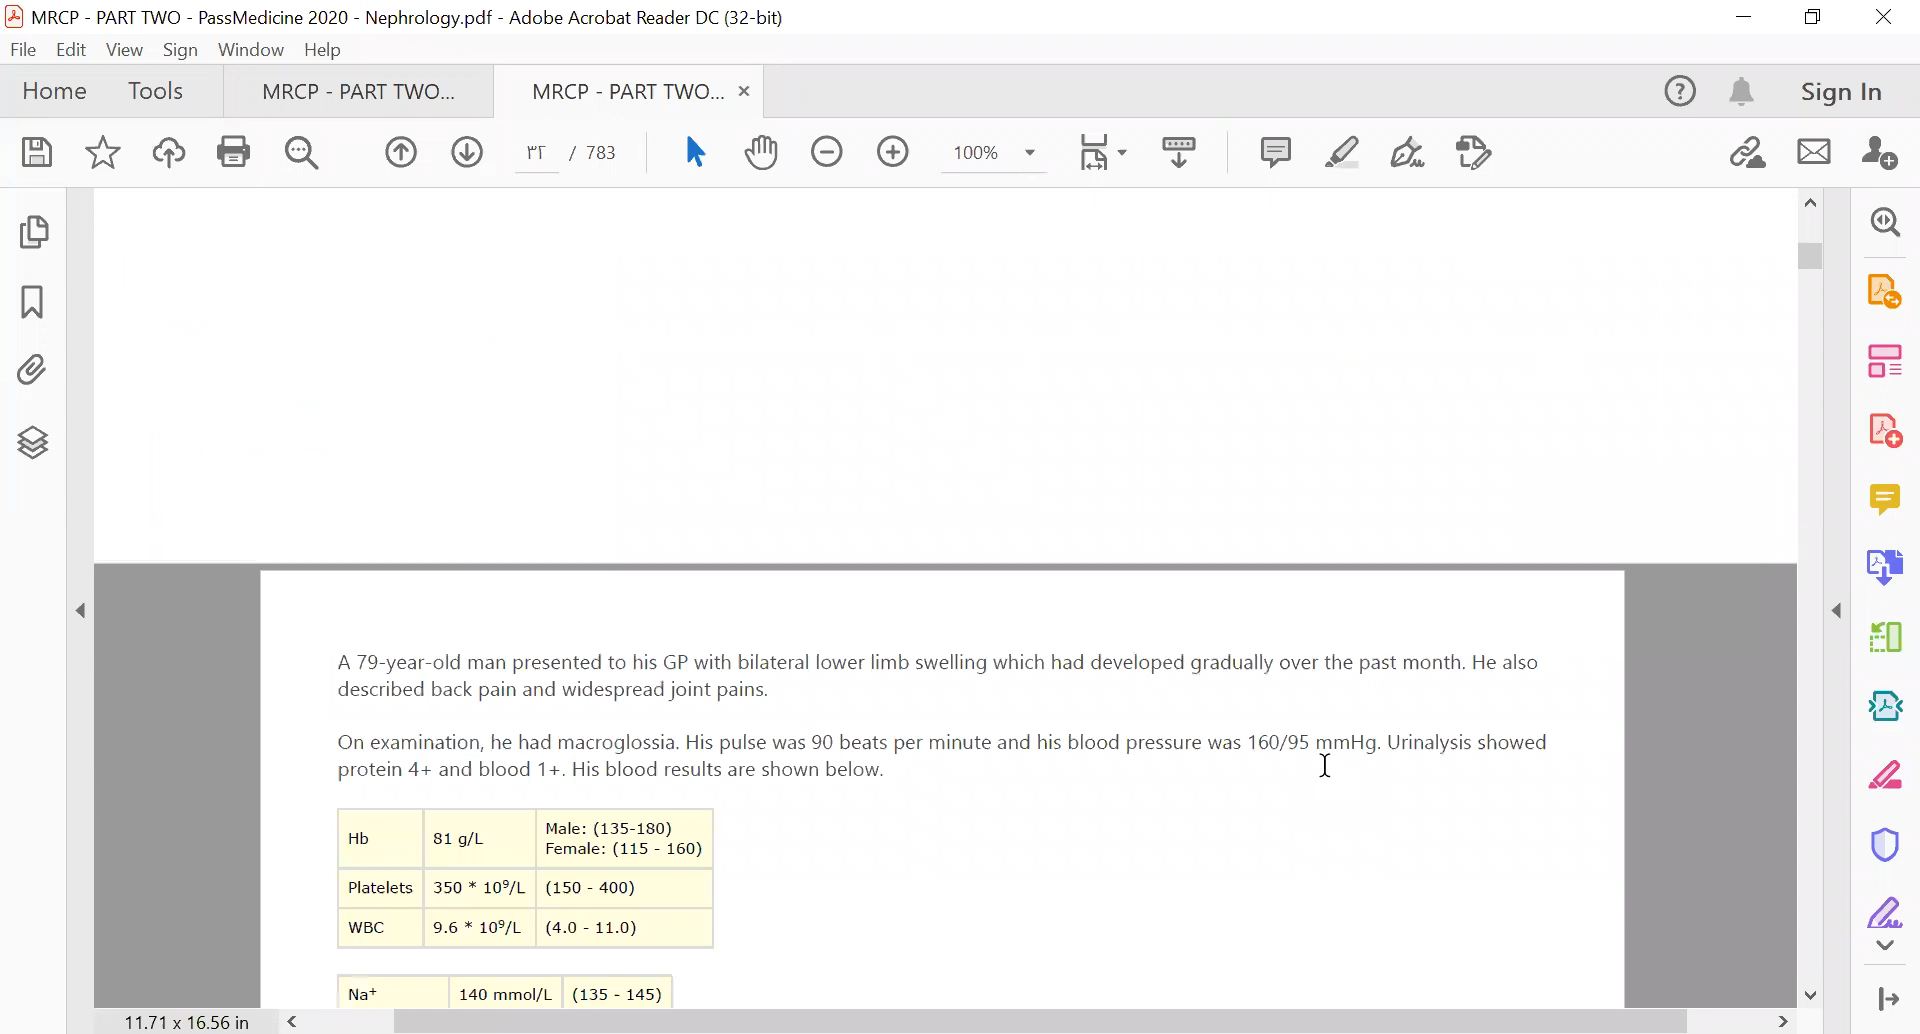 MRCP - PART TWO - PassMedicine 2020 - Nephrology.pdf - Adobe Acrobat Reader DC (32-bit)
File Edit View Sign Window Help
Home Tools MRCP - PART TWO... MRCP - PART TWO... Sign In
٣٢ / 783 100%
A 79-year-old man presented to his GP with bilateral lower limb swelling which had developed gradually over the past month. He also
described back pain and widespread joint pains.
On examination, he had macroglossia. His pulse was 90 beats per minute and his blood pressure was 160/95 mmHg. Urinalysis showed
protein 4+ and blood 1+. His blood results are shown below.
Hb 81 g/L Male: (135-180)
Female: (115 - 160)
Platelets 350 * 10⁹/L (150 - 400)
WBC 9.6 * 10⁹/L (4.0 - 11.0)
Na⁺ 140 mmol/L (135 - 145)
11.71 x 16.56 in